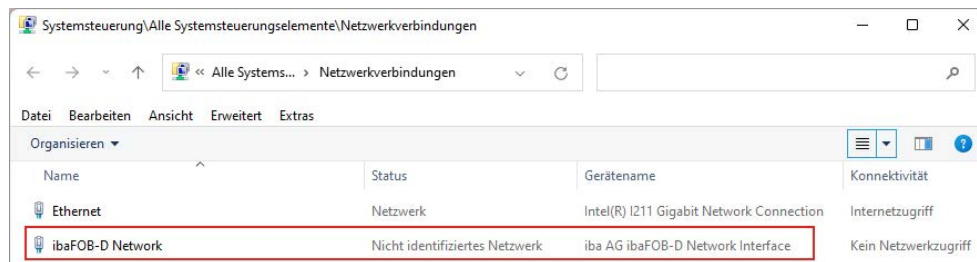 Systemsteuerung\Alle Systemsteuerungselemente\Netzwerkverbindungen
« Alle Systems... › Netzwerkverbindungen
Datei Bearbeiten Ansicht Erweitert Extras
Organisieren
Name Status Gerätename Konnektivität
Ethernet Netzwerk Intel(R) I211 Gigabit Network Connection Internetzugriff
ibaFOB-D Network Nicht identifiziertes Netzwerk iba AG ibaFOB-D Network Interface Kein Netzwerkzugriff